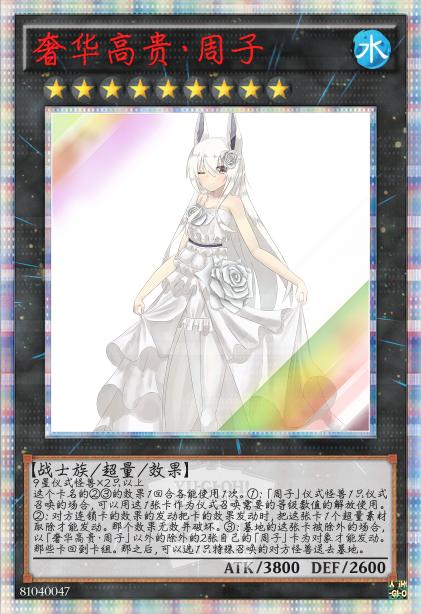 奢华高贵·周子
水
【战士族/超量/效果】
9星仪式怪兽×2只以上
这个卡名的②③的效果1回合各能使用1次。①:「周子」仪式怪兽1只仪式
召唤的场合,可以用这1张卡作为仪式召唤需要的等级数值的解放使用。
②:对方连锁卡的效果的发动把卡的效果发动时,把这张卡1个超量素材
取除才能发动。那个效果无效并破坏。③:墓地的这张卡被除外的场合,
以「奢华高贵·周子」以外的除外的2张自己的「周子」卡为对象才能发动。
那些卡回到卡组。那之后,可以选1只特殊召唤的对方怪兽送去墓地。
ATK/3800 DEF/2600
81040047